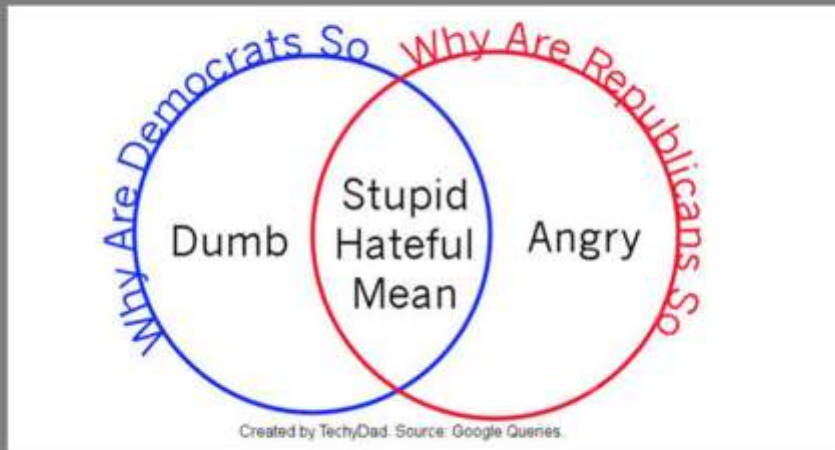 Why Are Democrats So
Why Are Republicans So
Dumb
Stupid
Hateful
Mean
Angry
Created by TechyDad. Source: Google Queries.